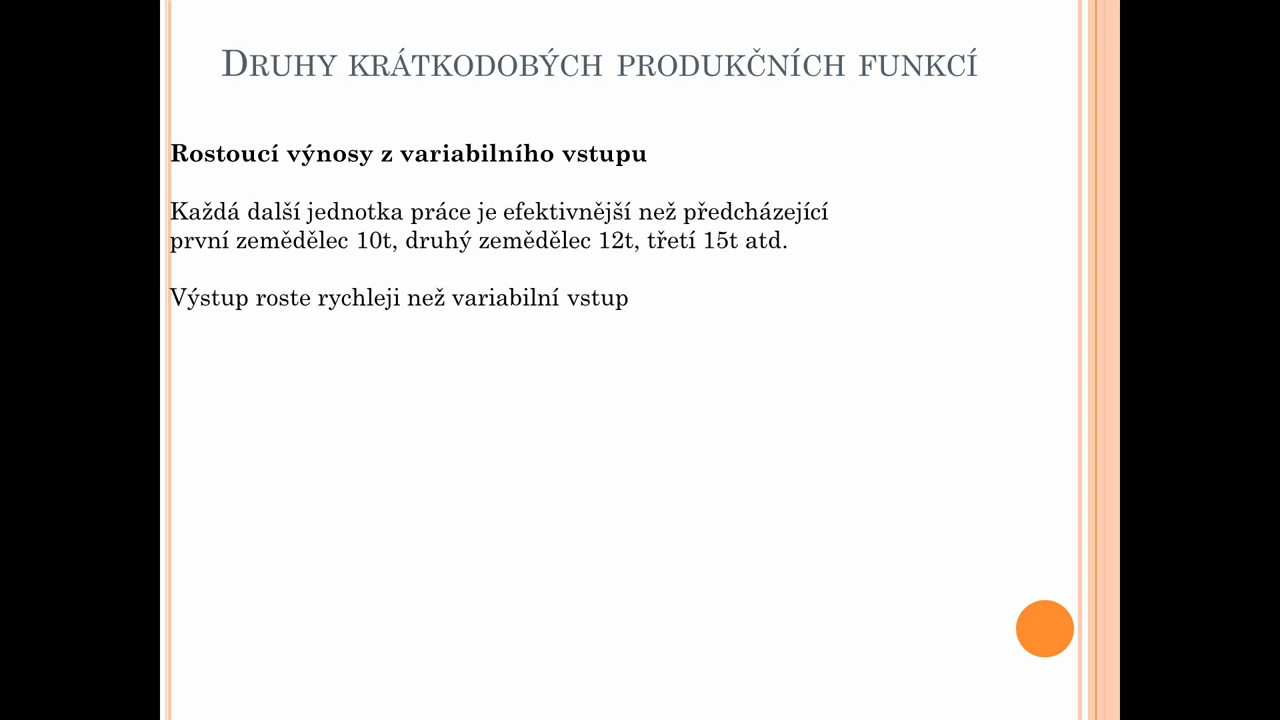 Druhy krátkodobých produkčních funkcí
Rostoucí výnosy z variabilního vstupu
Každá další jednotka práce je efektivnější než předcházející
první zemědělec 10t, druhý zemědělec 12t, třetí 15t atd.
Výstup roste rychleji než variabilní vstup